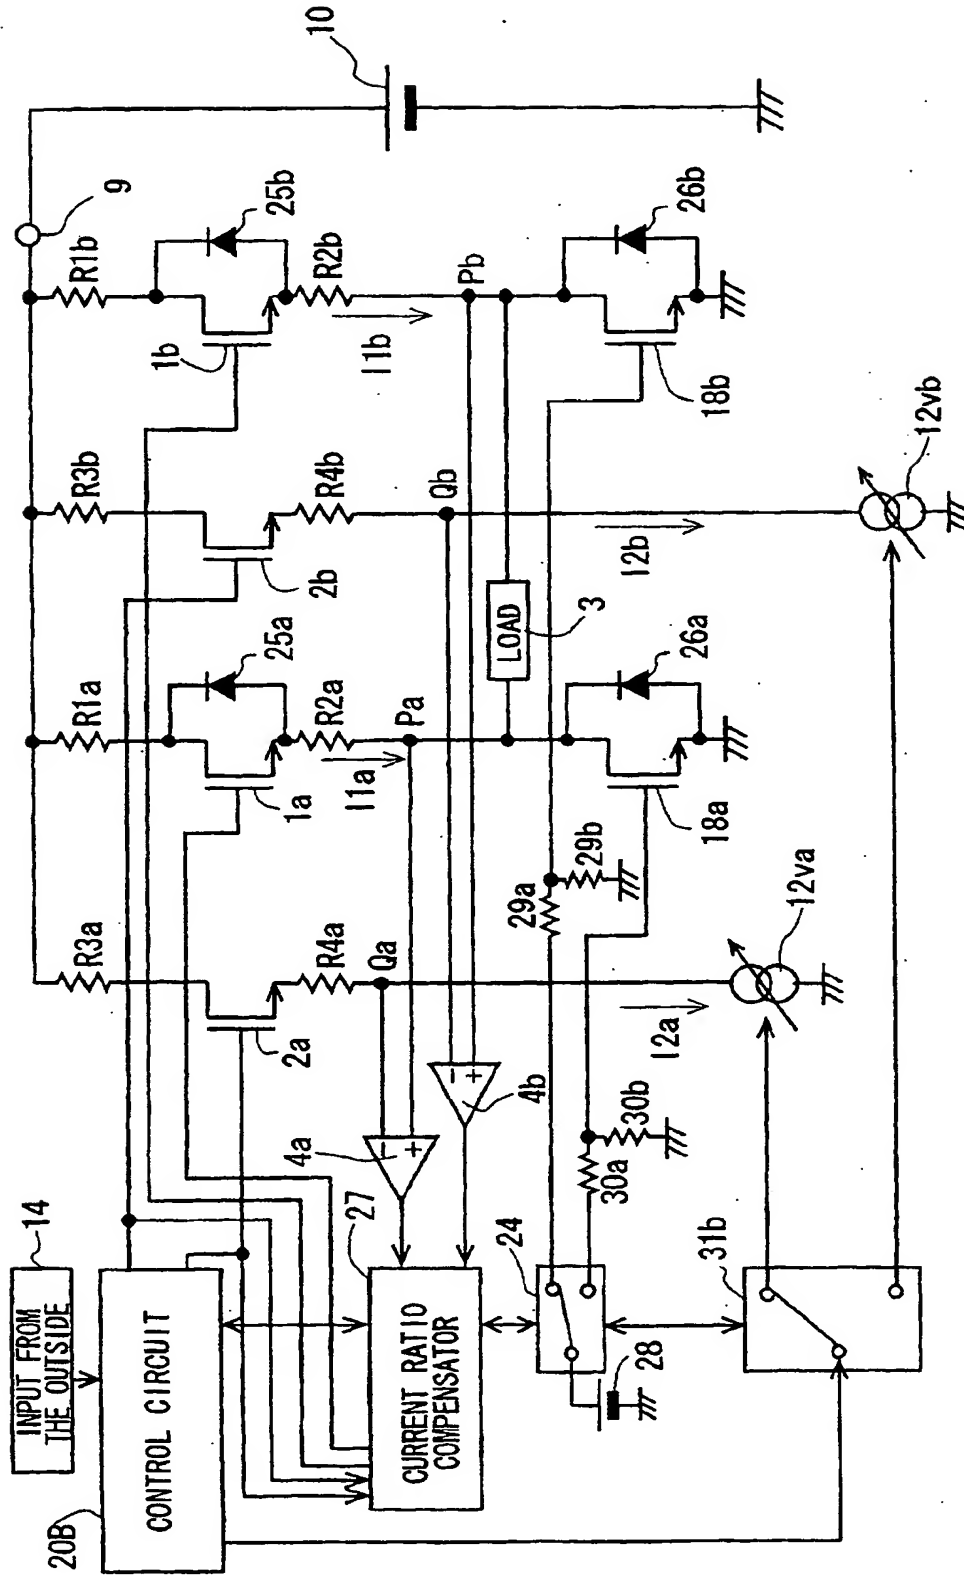 10
9
R1b
25b
R2b
1b
I1b
Pb
26b
18b
R3b
R4b
2b
Qb
I2b
12vb
R1a
25a
R2a
1a
I1a
Pa
LOAD
3
26a
18a
29a
29b
R3a
R4a
2a
Qa
I2a
12va
4b
4a
-
+
-
+
30a
30b
14
INPUT FROM
THE OUTSIDE
20B
CONTROL CIRCUIT
27
CURRENT RATIO
COMPENSATOR
24
28
31b